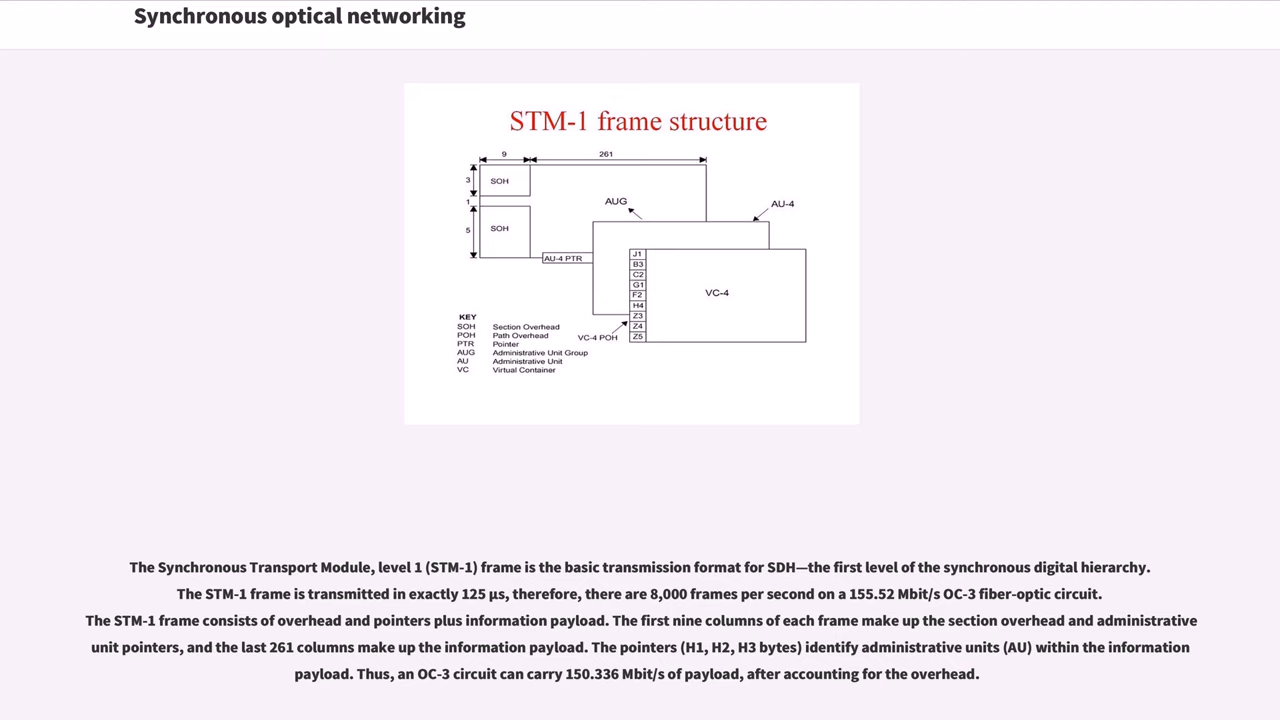 Synchronous optical networking
STM-1 frame structure
9 261
3 SOH
1
5 SOH
AUG
AU-4
AU-4 PTR
J1
B3
C2
G1
F2
H4
Z3
Z4
Z5
VC-4
VC-4 POH
KEY
SOH Section Overhead
POH Path Overhead
PTR Pointer
AUG Administrative Unit Group
AU Administrative Unit
VC Virtual Container
The Synchronous Transport Module, level 1 (STM-1) frame is the basic transmission format for SDH—the first level of the synchronous digital hierarchy.
The STM-1 frame is transmitted in exactly 125 µs, therefore, there are 8,000 frames per second on a 155.52 Mbit/s OC-3 fiber-optic circuit.
The STM-1 frame consists of overhead and pointers plus information payload. The first nine columns of each frame make up the section overhead and administrative
unit pointers, and the last 261 columns make up the information payload. The pointers (H1, H2, H3 bytes) identify administrative units (AU) within the information
payload. Thus, an OC-3 circuit can carry 150.336 Mbit/s of payload, after accounting for the overhead.